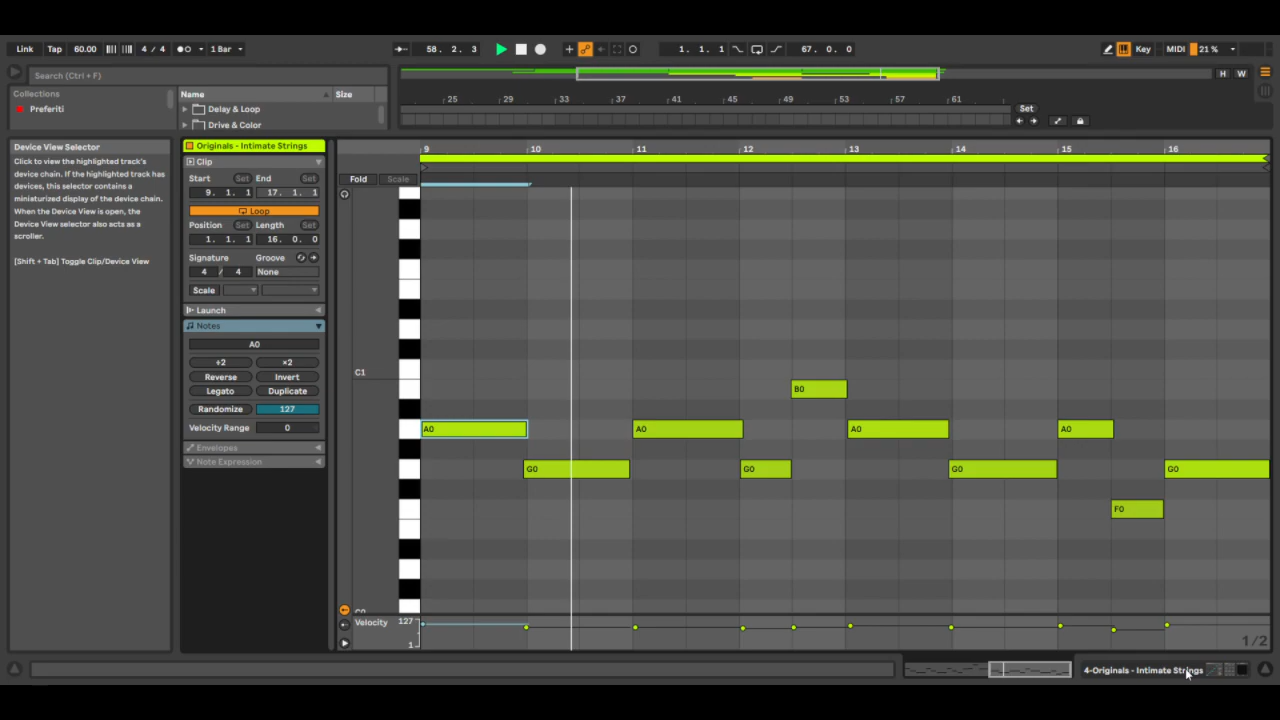 Link Tap 60.00 4 / 4 1 Bar 58. 2. 3 1. 1. 1 67. 0. 0 Key MIDI 21 %
Search (Ctrl + F)
H W
Collections
Name Size
Preferiti
Delay & Loop
Drive & Color
25 29 33 37 41 45 49 53 57 61
Set
Device View Selector
Click to view the highlighted track's
device chain. If the highlighted track has
devices, this selector contains a
miniaturized display of the device chain.
When the Device View is open, the
Device View selector also acts as a
scroller.
[Shift + Tab] Toggle Clip/Device View
Originals - Intimate Strings
Clip
Start Set End Set
9. 1. 1 17. 1. 1
Loop
Position Set Length Set
1. 1. 1 16. 0. 0
Signature Groove
4 / 4 None
Scale
Launch
Notes
A0
÷2 ×2
Reverse Invert
Legato Duplicate
Randomize 127
Velocity Range 0
Envelopes
Note Expression
9 10 11 12 13 14 15 16
Fold Scale
C1
B0
A0 A0 A0 A0
G0 G0 G0 G0
F0
C0
Velocity 127
1
1/2
4-Originals - Intimate Strings